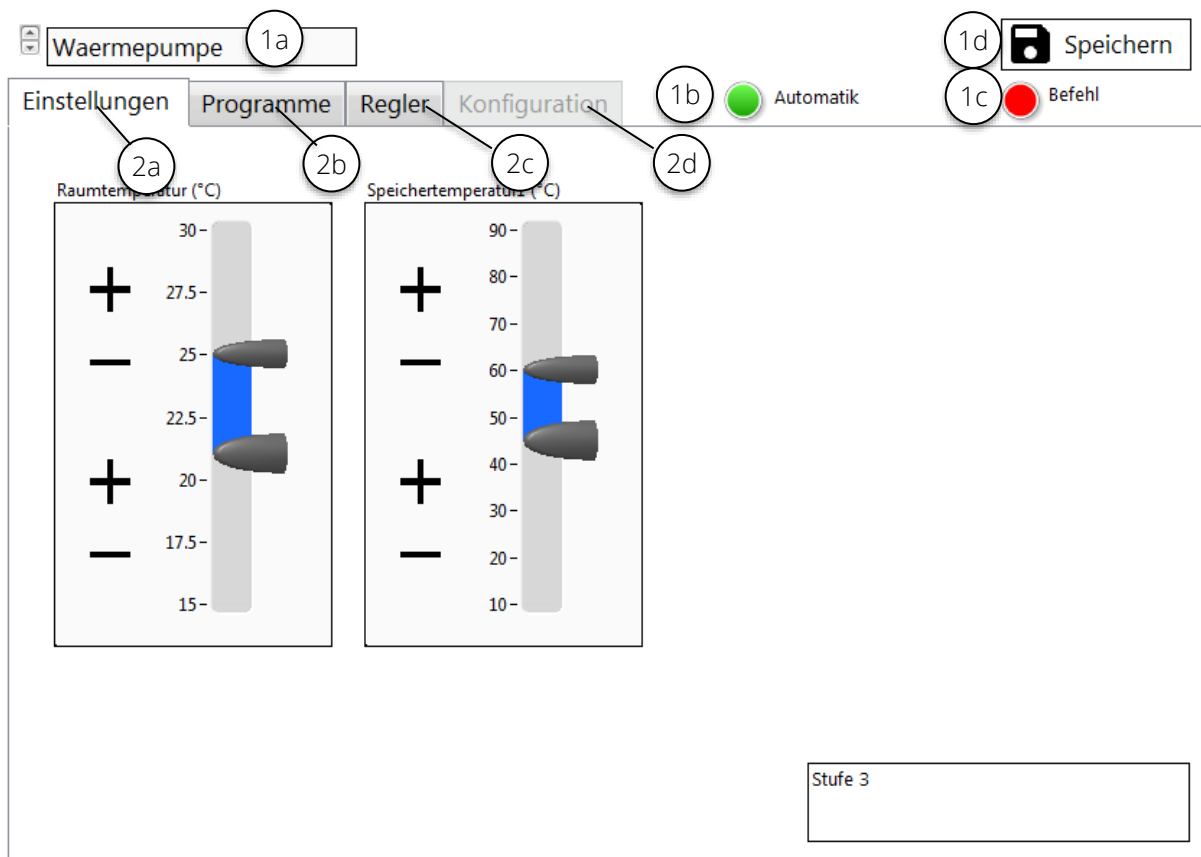 Waermepumpe
1a
1d
Speichern
Einstellungen
Programme
Regler
Konfiguration
1b
Automatik
1c
Befehl
2a
2b
2c
2d
Raumtemperatur (°C)
Speichertemperatur1 (°C)
30
27.5
25
22.5
20
17.5
15
90
80
70
60
50
40
30
20
10
Stufe 3